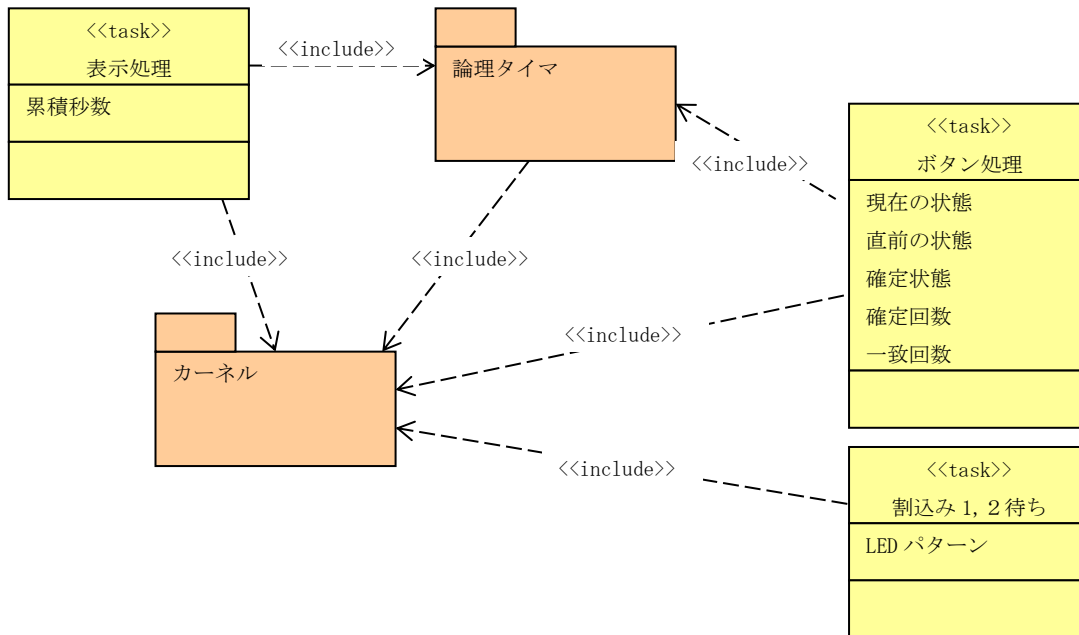 <<task>>
表示処理
累積秒数
<<include>>
論理タイマ
<<include>>
<<task>>
ボタン処理
現在の状態
直前の状態
確定状態
確定回数
一致回数
<<include>>
<<include>>
<<include>>
カーネル
<<include>>
<<task>>
割込み 1, 2待ち
LED パターン